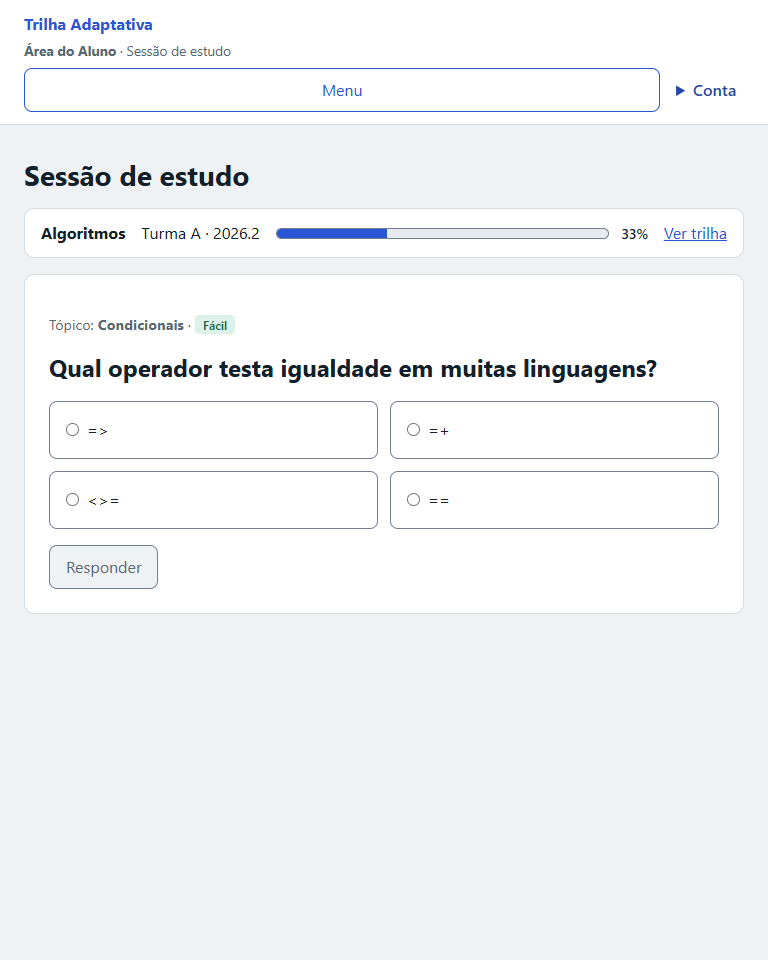 Trilha Adaptativa
Área do Aluno · Sessão de estudo
Menu
Conta
Sessão de estudo
Algoritmos Turma A · 2026.2 33% Ver trilha
Tópico: Condicionais · Fácil
Qual operador testa igualdade em muitas linguagens?
=>
=+
<>=
==
Responder